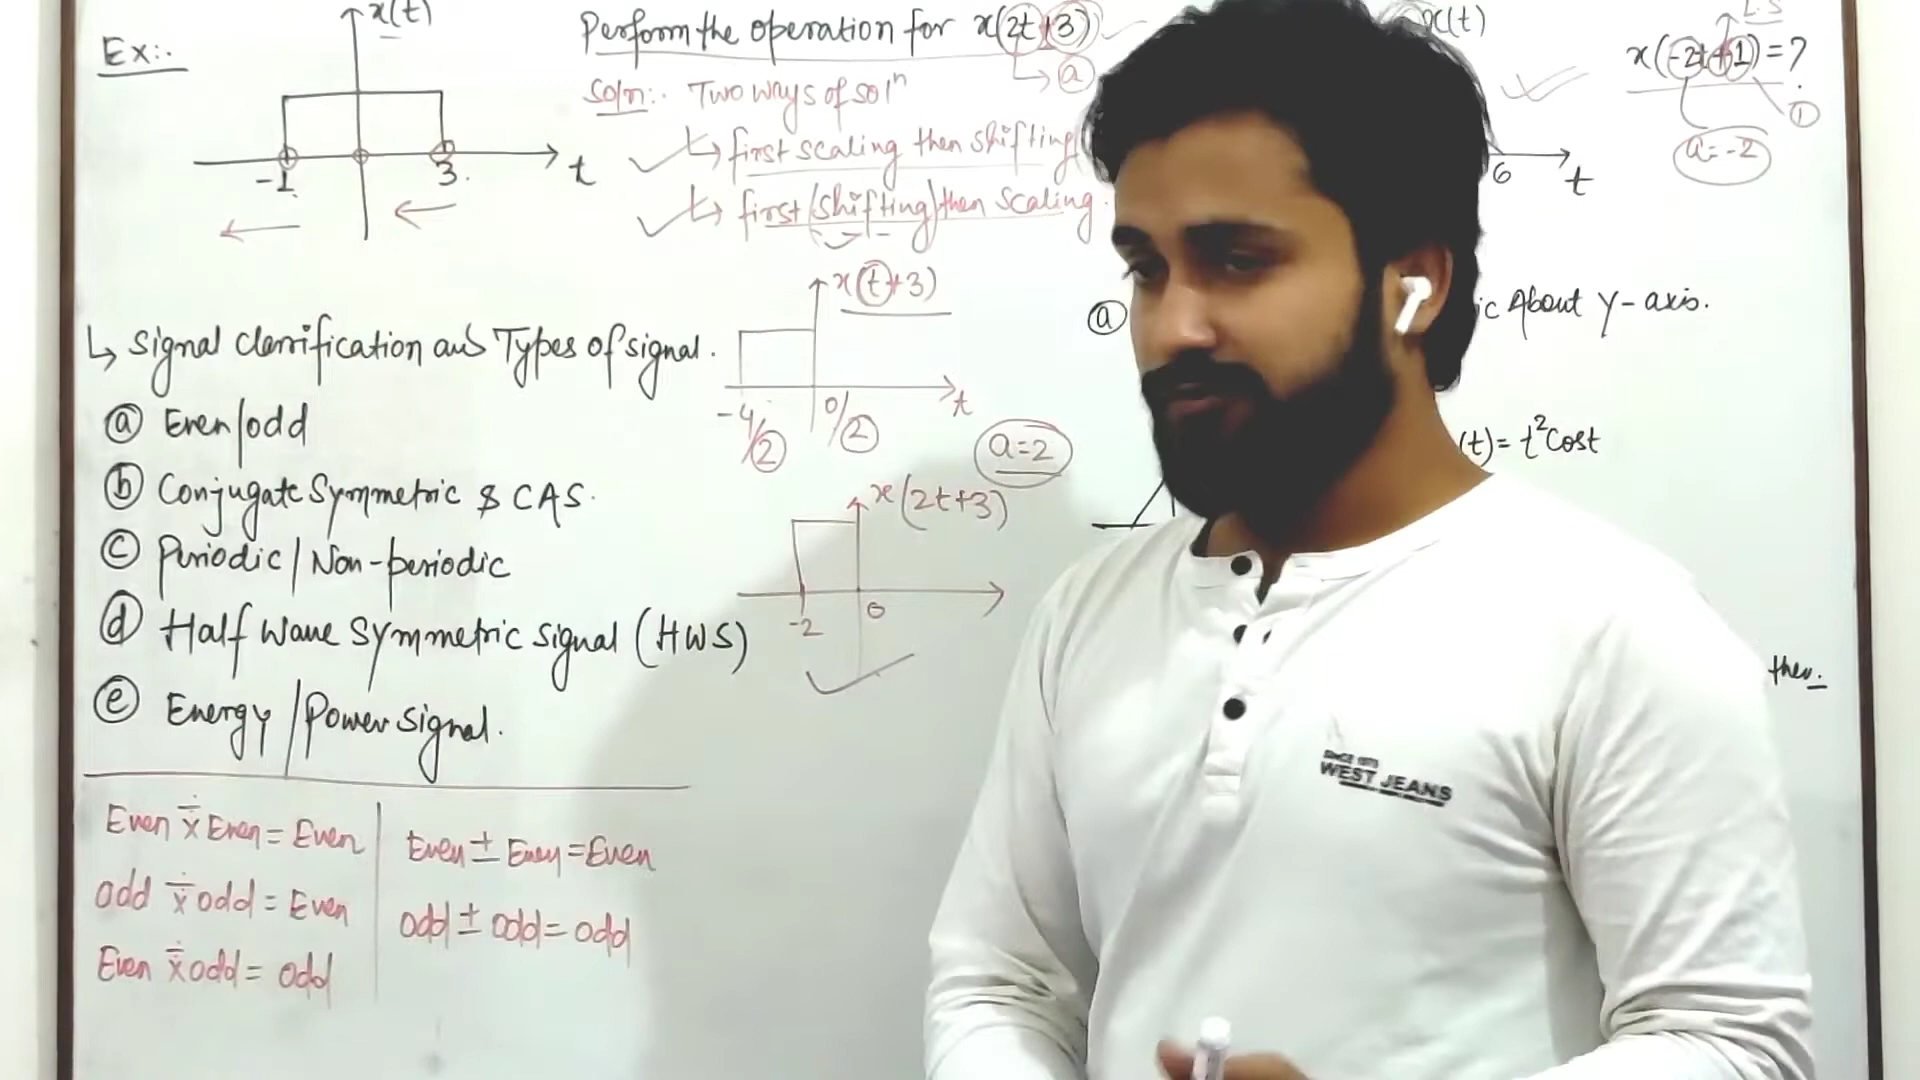 Ex:-
x(t)
-1
3
t
Perform the operation for x(2t+3)
a
Soln:- Two ways of solⁿ
↳ first scaling then shifting
↳ first (shifting) then scaling.
x(t+3)
-4/2
0/2
t
a=2
x(2t+3)
-2
0
x(t)
6
t
x(-2t+1)=?
L.S
a=-2
1
↳ Signal classification and Types of signal.
ⓐ Even/odd
ⓑ Conjugate Symmetric & CAS.
ⓒ Periodic / Non-periodic
ⓓ Half Wave Symmetric Signal (HWS)
ⓔ Energy / Power signal.
Even ÷× Even = Even
odd ÷× odd = Even
Even ÷× odd = odd
Even ± Even = Even
odd ± odd = odd
ⓐ
ic About y-axis.
(t)= t²Cost
then.
SINCE 1973
WEST JEANS